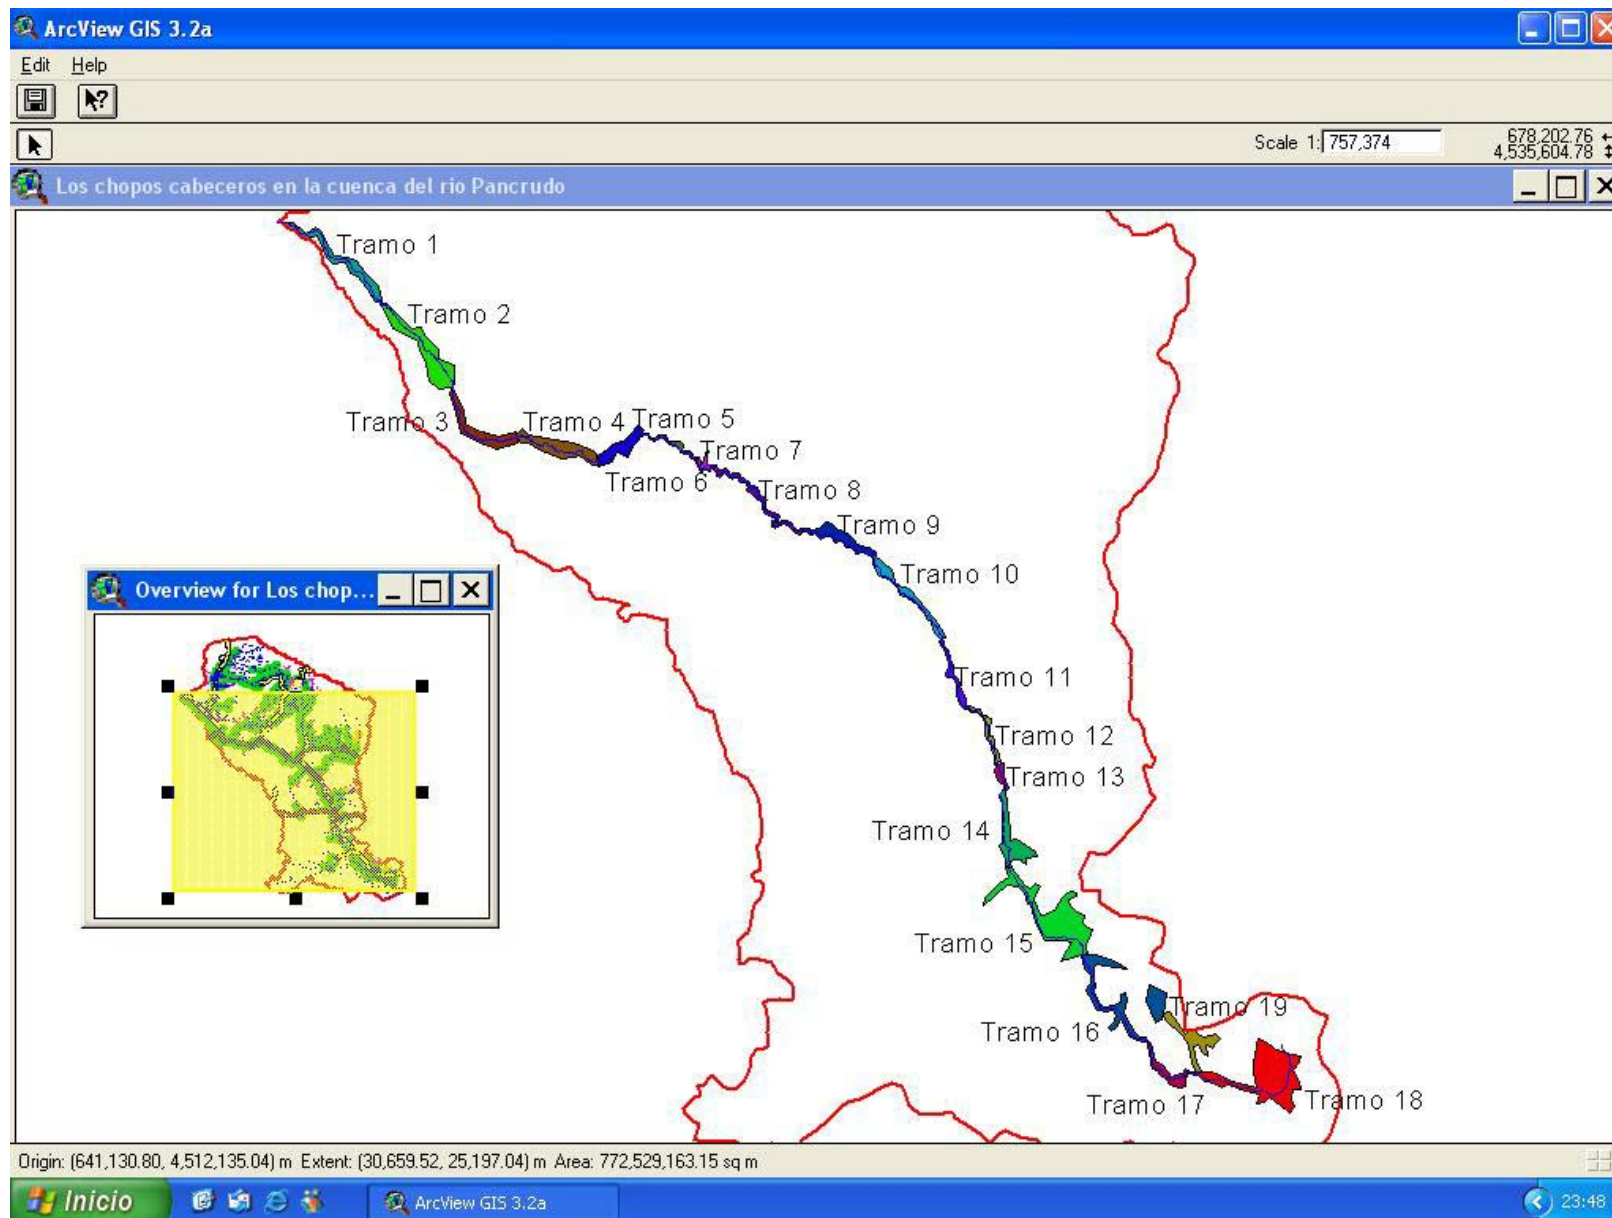 ArcView GIS 3.2a
Edit Help
Scale 1: 757,374
678,202.76
4,535,604.78
Los chopos cabeceros en la cuenca del rio Pancrudo
Tramo 1
Tramo 2
Tramo 3
Tramo 4
Tramo 5
Tramo 6
Tramo 7
Tramo 8
Tramo 9
Tramo 10
Tramo 11
Tramo 12
Tramo 13
Tramo 14
Tramo 15
Tramo 16
Tramo 17
Tramo 18
Tramo 19
Overview for Los chop...
Origin: (641,130.80, 4,512,135.04) m Extent: (30,659.52, 25,197.04) m Area: 772,529,163.15 sq m
Inicio
ArcView GIS 3.2a
23:48